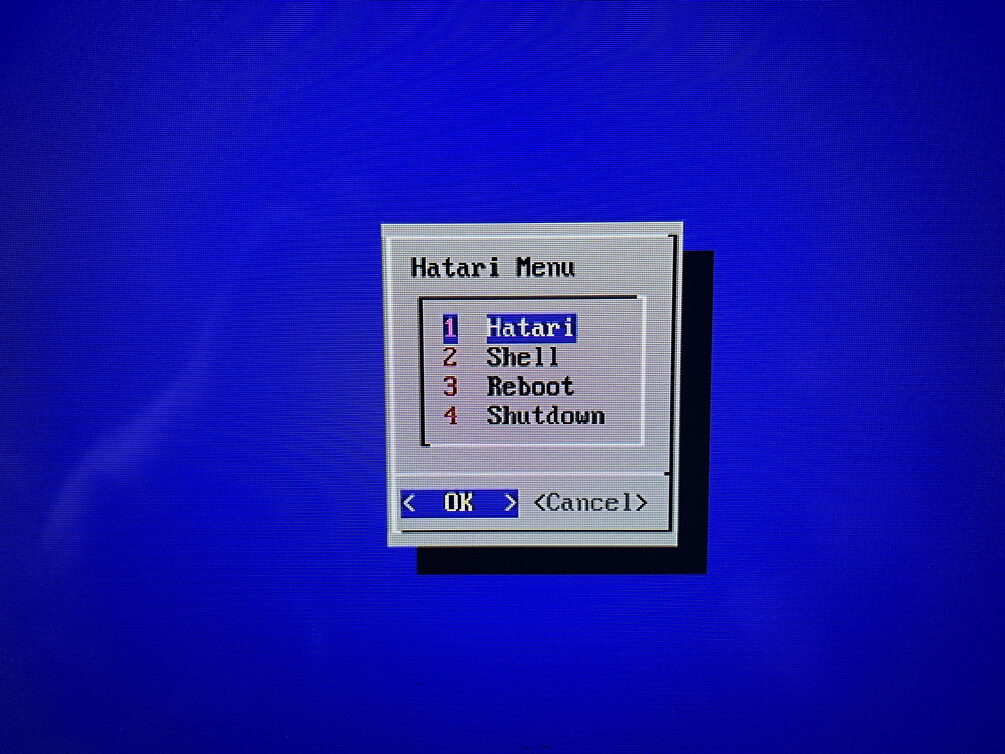 Hatari Menu
1 Hatari
2 Shell
3 Reboot
4 Shutdown
< OK > <Cancel>